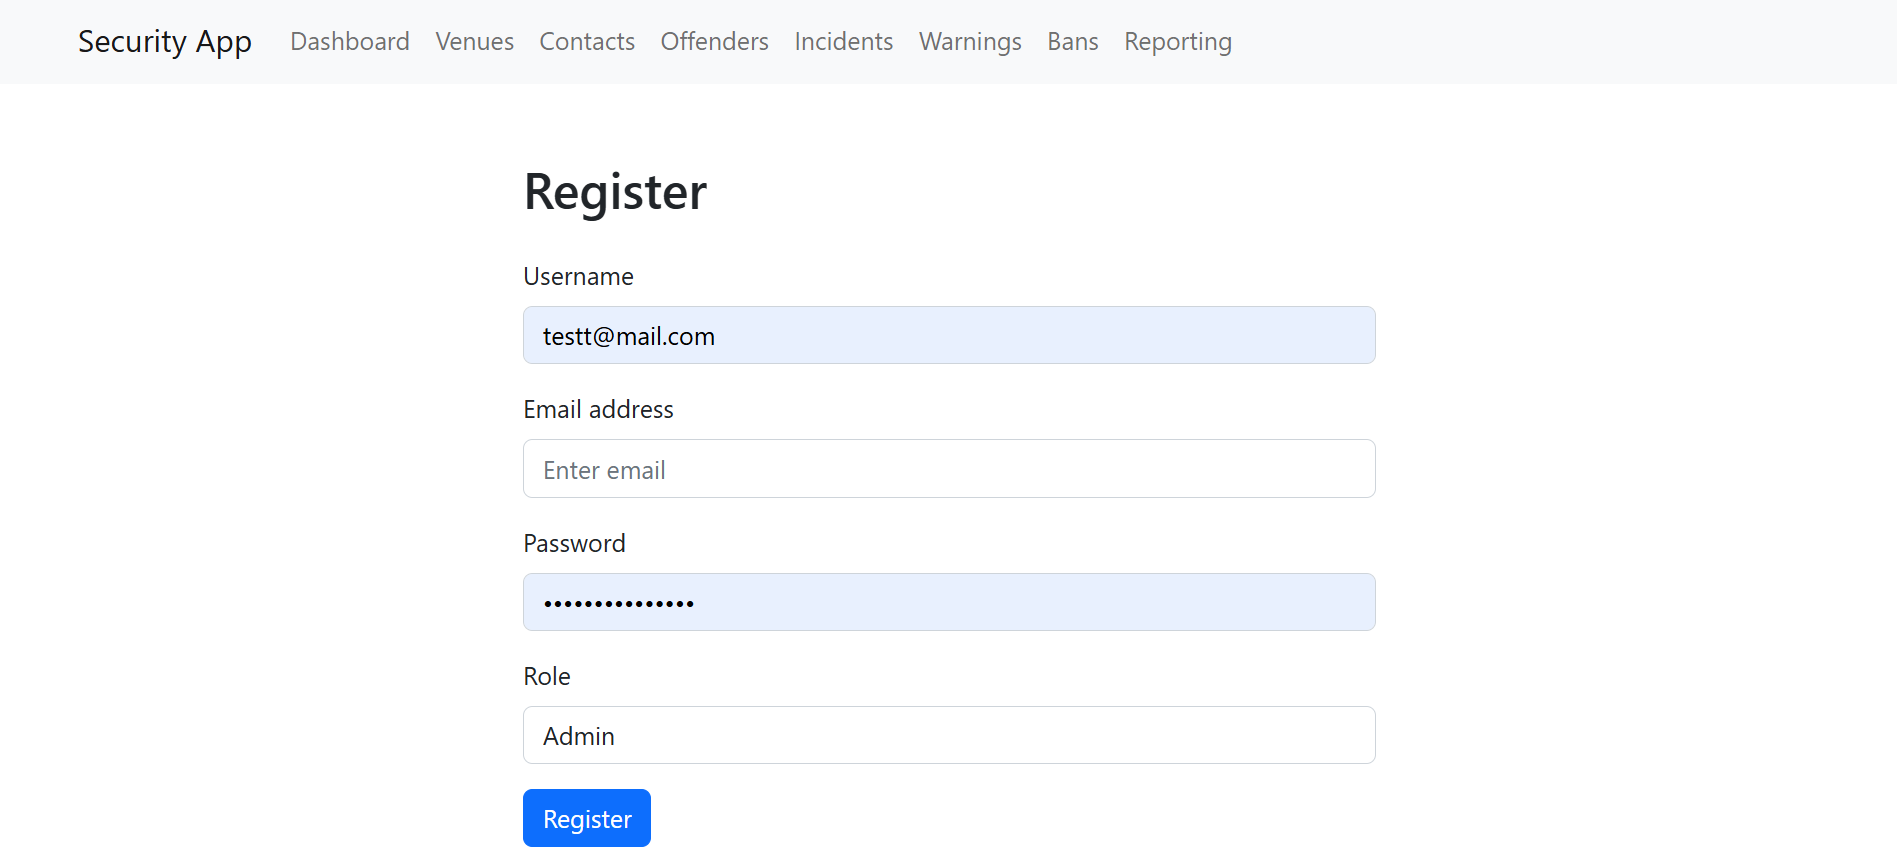 Security App Dashboard Venues Contacts Offenders Incidents Warnings Bans Reporting
Register
Username
testt@mail.com
Email address
Enter email
Password
•••••••••••••••
Role
Admin
Register